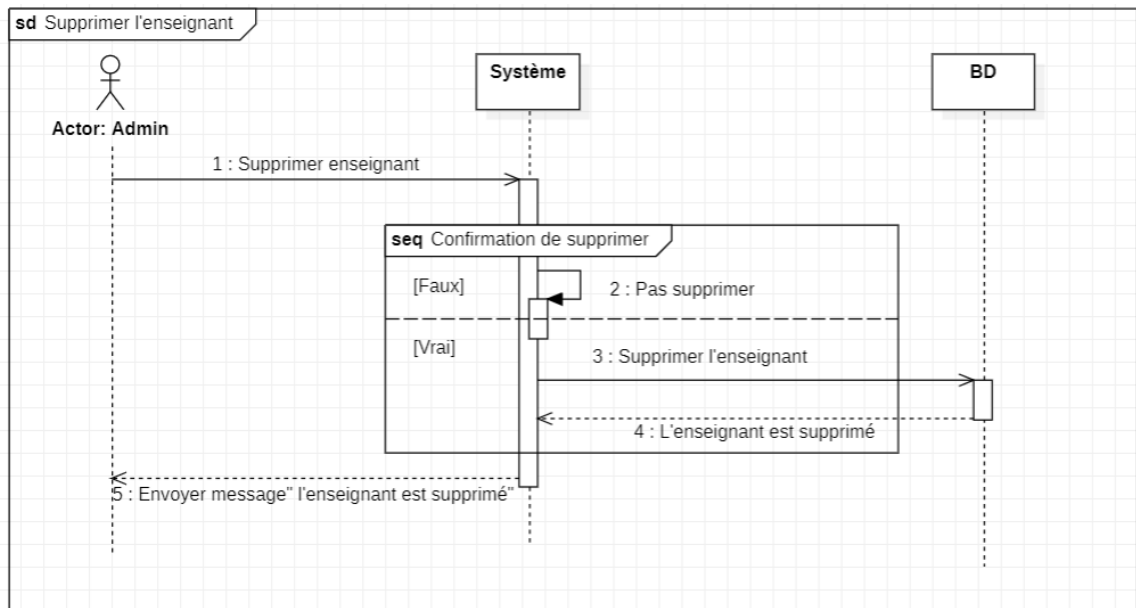 sd Supprimer l'enseignant
Système
BD
Actor: Admin
1 : Supprimer enseignant
seq Confirmation de supprimer
[Faux]
2 : Pas supprimer
[Vrai]
3 : Supprimer l'enseignant
4 : L'enseignant est supprimé
5 : Envoyer message" l'enseignant est supprimé"